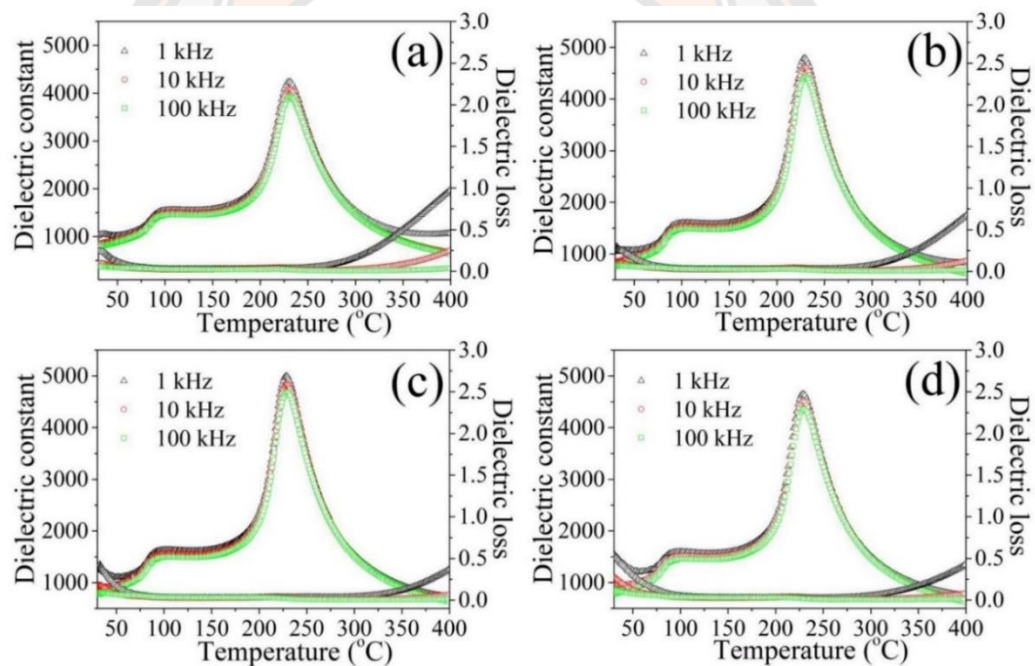 (a)
1 kHz
10 kHz
100 kHz
Dielectric constant
5000
4000
3000
2000
1000
Dielectric loss
3.0
2.5
2.0
1.5
1.0
0.5
0.0
50 100 150 200 250 300 350 400
Temperature (°C)
(b)
1 kHz
10 kHz
100 kHz
Dielectric constant
5000
4000
3000
2000
1000
Dielectric loss
3.0
2.5
2.0
1.5
1.0
0.5
0.0
50 100 150 200 250 300 350 400
Temperature (°C)
(c)
1 kHz
10 kHz
100 kHz
Dielectric constant
5000
4000
3000
2000
1000
Dielectric loss
3.0
2.5
2.0
1.5
1.0
0.5
0.0
50 100 150 200 250 300 350 400
Temperature (°C)
(d)
1 kHz
10 kHz
100 kHz
Dielectric constant
5000
4000
3000
2000
1000
Dielectric loss
3.0
2.5
2.0
1.5
1.0
0.5
0.0
50 100 150 200 250 300 350 400
Temperature (°C)